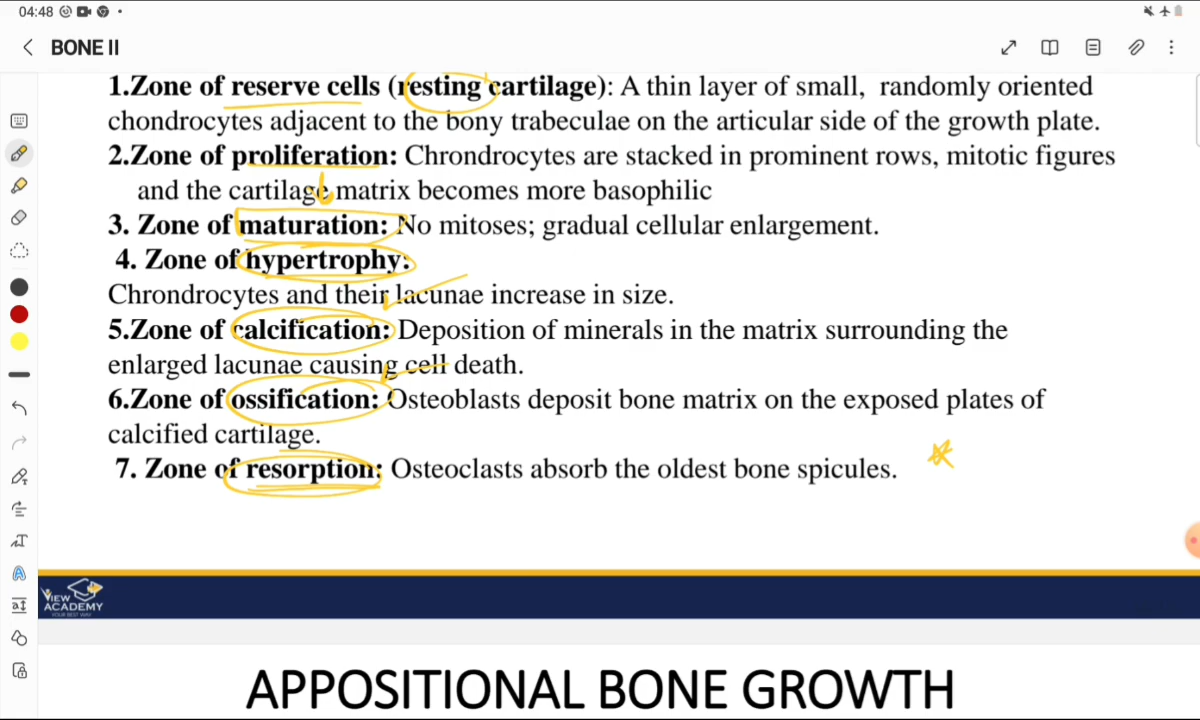 04:48
BONE II
1.Zone of reserve cells (resting cartilage): A thin layer of small, randomly oriented
chondrocytes adjacent to the bony trabeculae on the articular side of the growth plate.
2.Zone of proliferation: Chrondrocytes are stacked in prominent rows, mitotic figures
and the cartilage matrix becomes more basophilic
3. Zone of maturation: No mitoses; gradual cellular enlargement.
4. Zone of hypertrophy:
Chrondrocytes and their lacunae increase in size.
5.Zone of calcification: Deposition of minerals in the matrix surrounding the
enlarged lacunae causing cell death.
6.Zone of ossification: Osteoblasts deposit bone matrix on the exposed plates of
calcified cartilage.
7. Zone of resorption: Osteoclasts absorb the oldest bone spicules.
VIEW
ACADEMY
YOUR BEST WAY
APPOSITIONAL BONE GROWTH